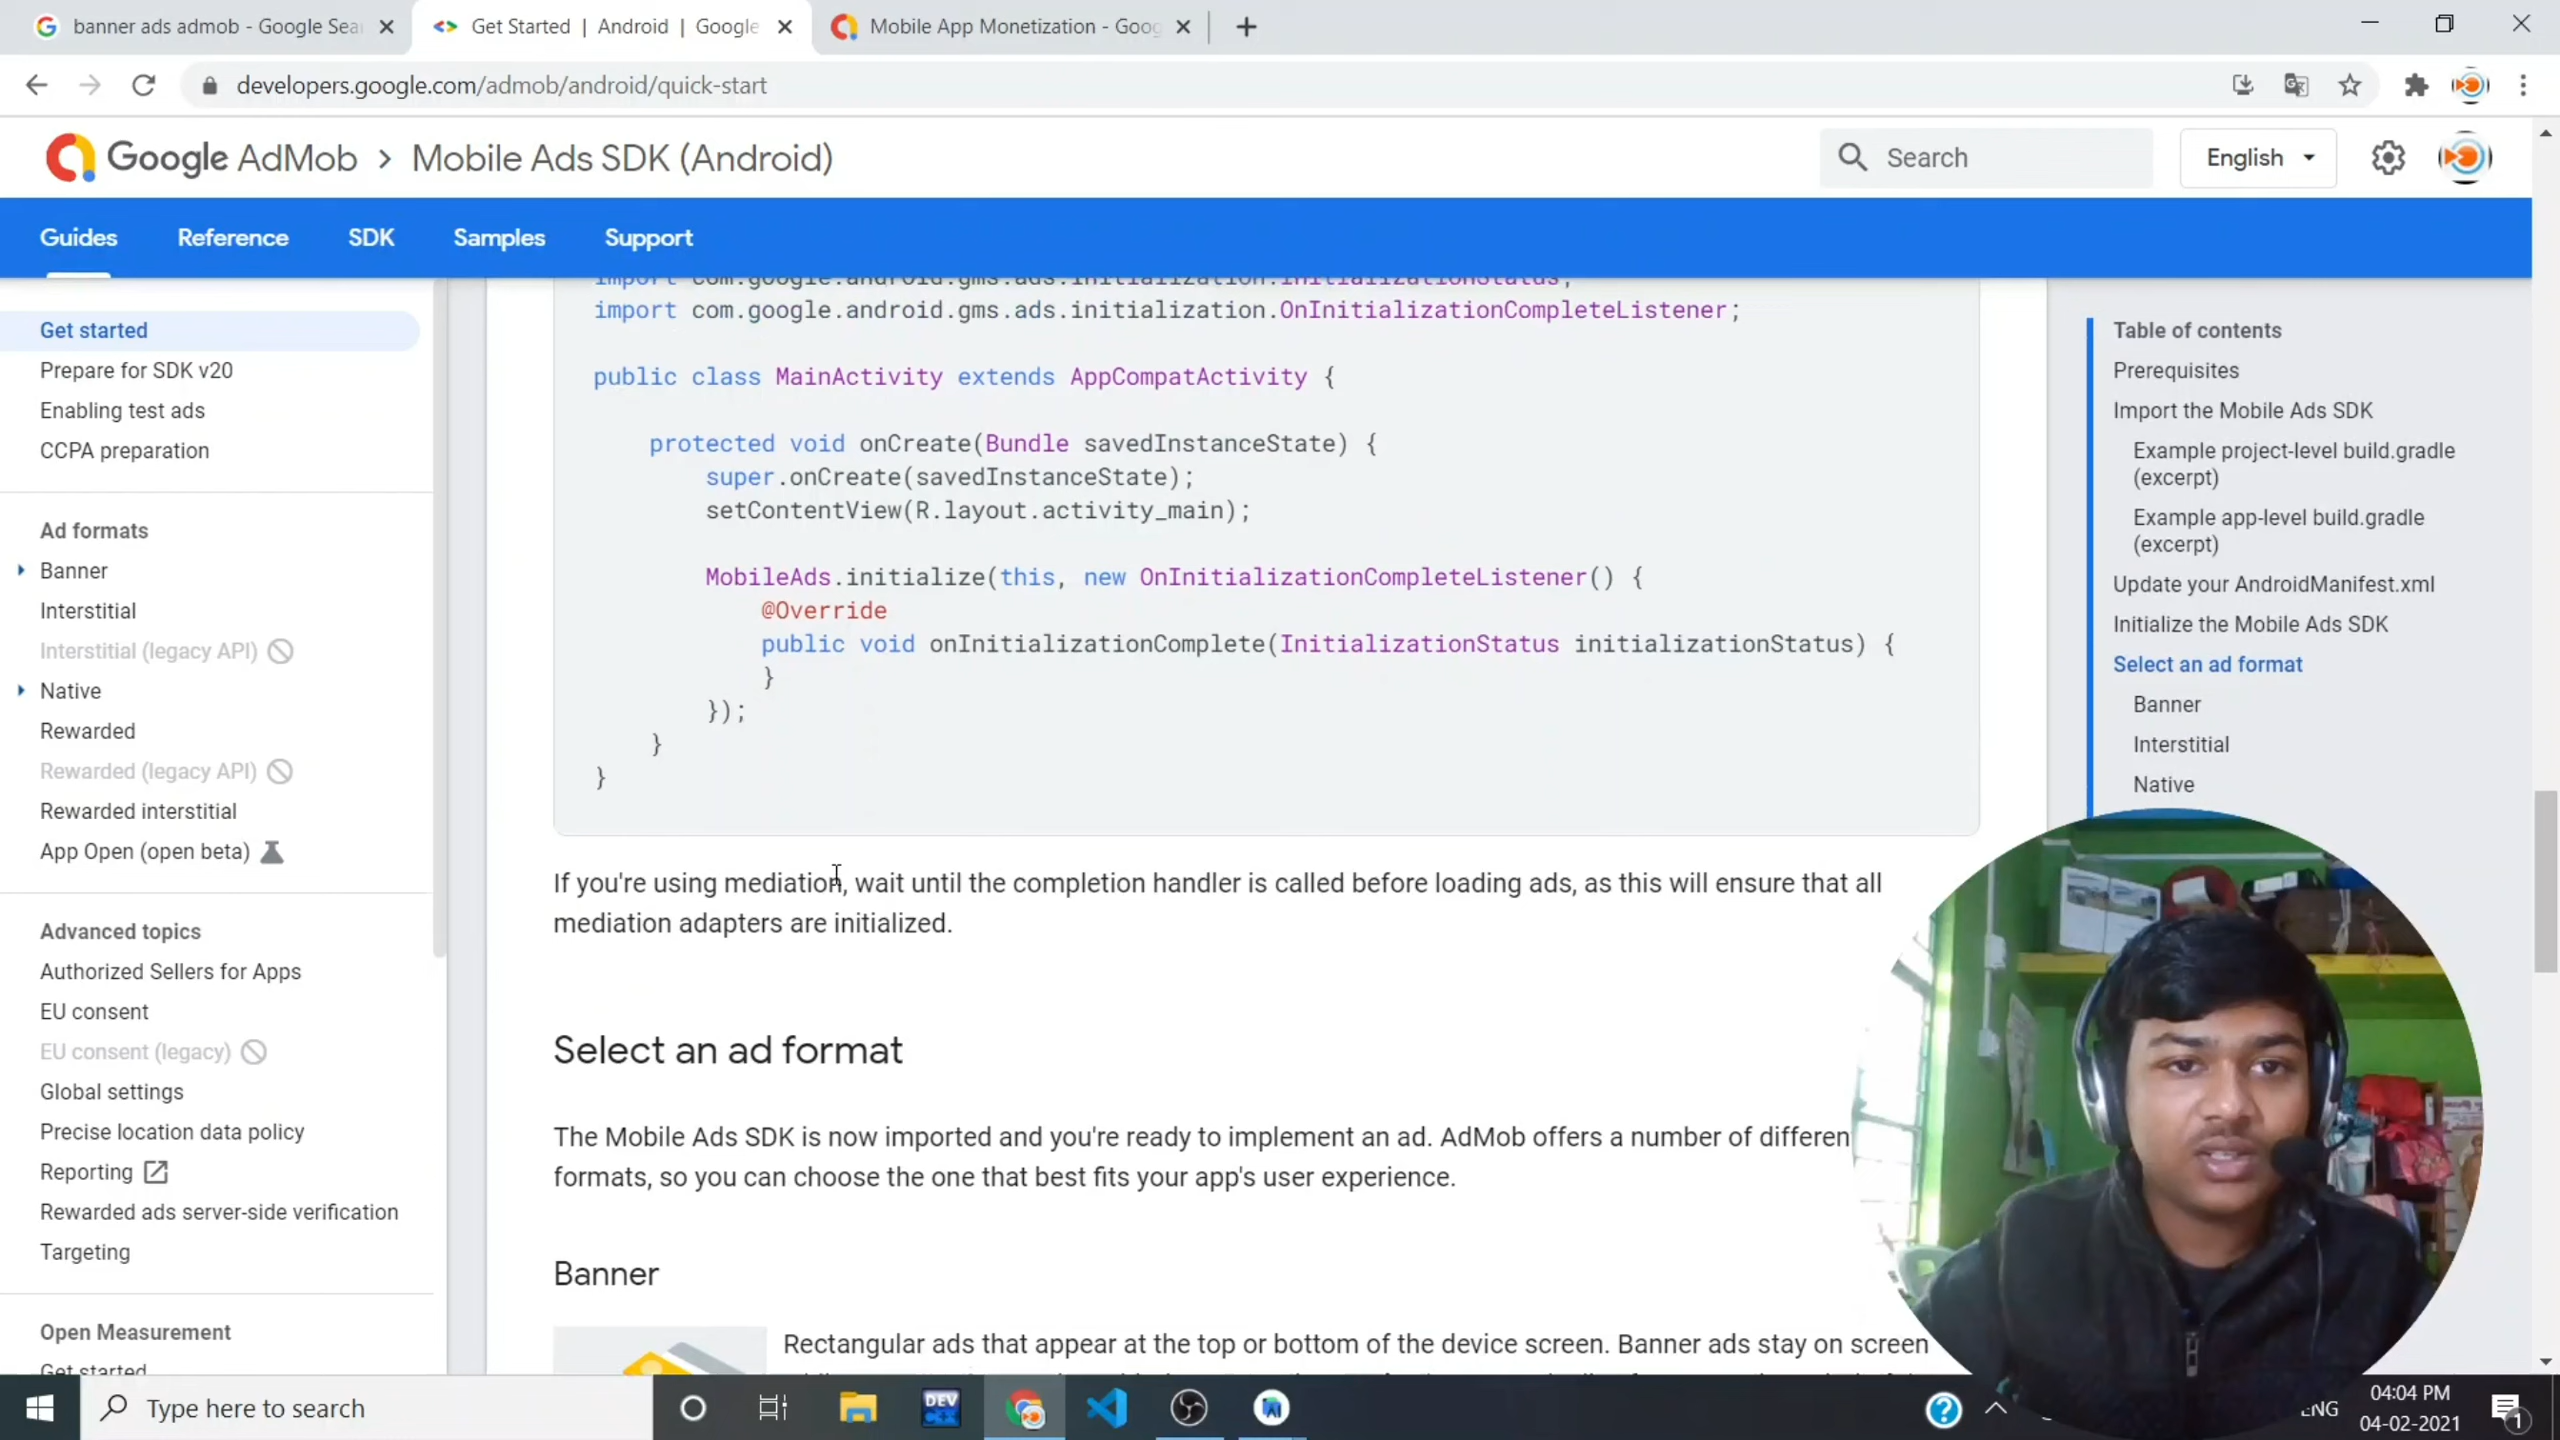 banner ads admob - Google Sea
Get Started | Android | Google
Mobile App Monetization - Goog
developers.google.com/admob/android/quick-start
Google AdMob > Mobile Ads SDK (Android)
Search
English
Guides
Reference
SDK
Samples
Support
Get started
Prepare for SDK v20
Enabling test ads
CCPA preparation
Ad formats
Banner
Interstitial
Interstitial (legacy API)
Native
Rewarded
Rewarded (legacy API)
Rewarded interstitial
App Open (open beta)
Advanced topics
Authorized Sellers for Apps
EU consent
EU consent (legacy)
Global settings
Precise location data policy
Reporting
Rewarded ads server-side verification
Targeting
Open Measurement
Get started
import com.google.android.gms.ads.initialization.InitializationStatus;
import com.google.android.gms.ads.initialization.OnInitializationCompleteListener;
public class MainActivity extends AppCompatActivity {
protected void onCreate(Bundle savedInstanceState) {
super.onCreate(savedInstanceState);
setContentView(R.layout.activity_main);
MobileAds.initialize(this, new OnInitializationCompleteListener() {
@Override
public void onInitializationComplete(InitializationStatus initializationStatus) {
}
});
}
}
If you're using mediation, wait until the completion handler is called before loading ads, as this will ensure that all
mediation adapters are initialized.
Select an ad format
The Mobile Ads SDK is now imported and you're ready to implement an ad. AdMob offers a number of differen
formats, so you can choose the one that best fits your app's user experience.
Banner
Rectangular ads that appear at the top or bottom of the device screen. Banner ads stay on screen
Table of contents
Prerequisites
Import the Mobile Ads SDK
Example project-level build.gradle
(excerpt)
Example app-level build.gradle
(excerpt)
Update your AndroidManifest.xml
Initialize the Mobile Ads SDK
Select an ad format
Banner
Interstitial
Native
Type here to search
DEV
ENG
04:04 PM
04-02-2021
1